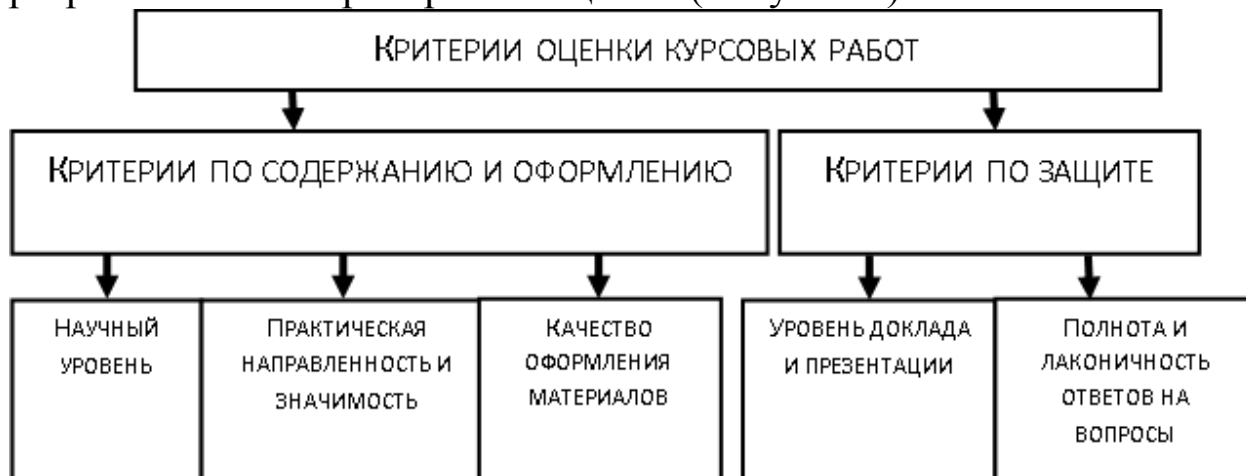 Критерии оценки курсовых работ
Критерии по содержанию и оформлению
Критерии по защите
Научный
уровень
Практическая
направленность и
значимость
Качество
оформления
материалов
Уровень доклада
и презентации
Полнота и
лаконичность
ответов на
вопросы